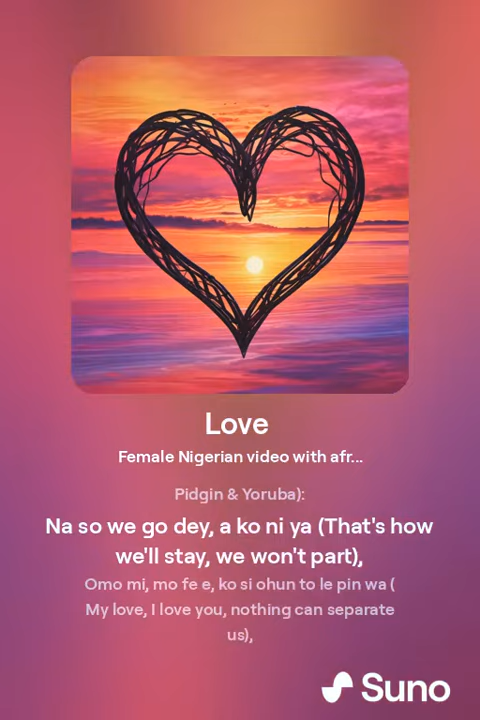 Love
Female Nigerian video with afr...
Pidgin & Yoruba):
Na so we go dey, a ko ni ya (That's how
we'll stay, we won't part),
Omo mi, mo fe e, ko si ohun to le pin wa (
My love, I love you, nothing can separate
us),
Suno